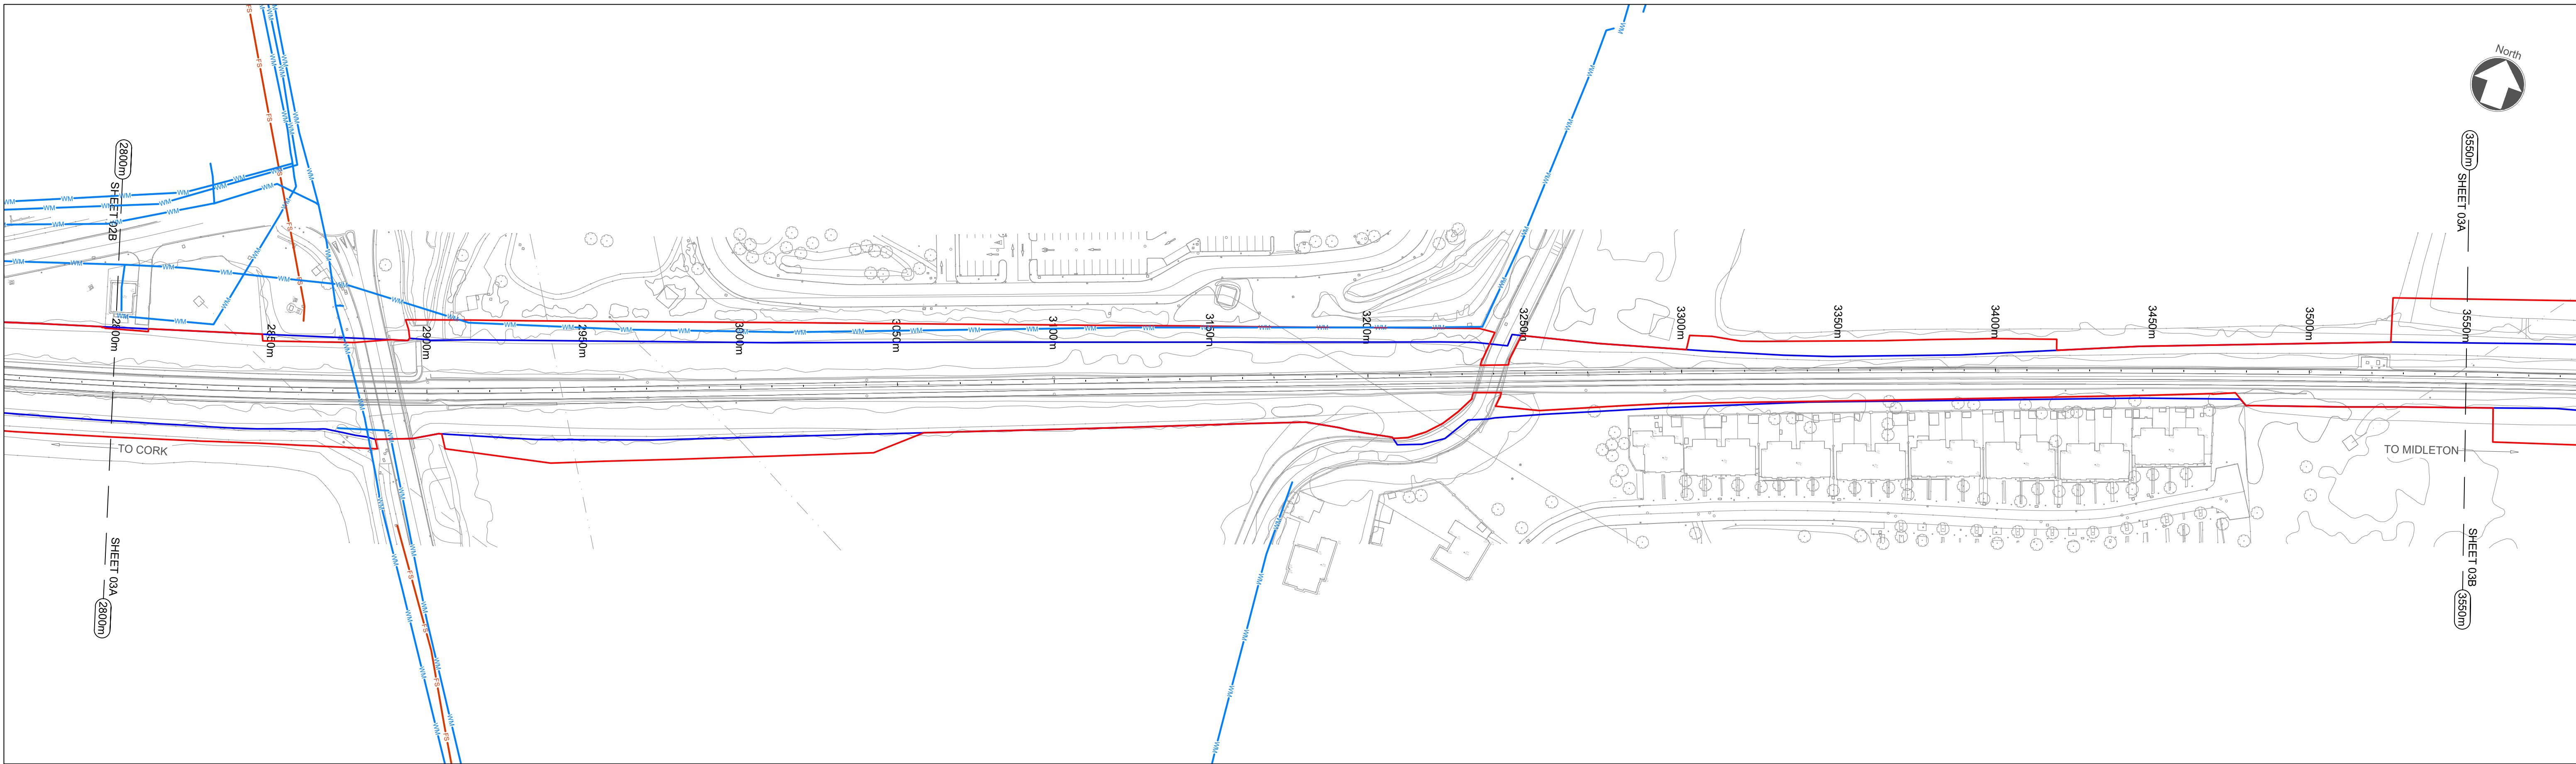 North
2800m
SHEET 02B
3550m
SHEET 03A
2800m
2850m
2900m
2950m
3000m
3050m
3100m
3150m
3200m
3250m
3300m
3350m
3400m
3450m
3500m
3550m
TO CORK
TO MIDLETON
SHEET 03A
2800m
SHEET 03B
3550m
WM
FS